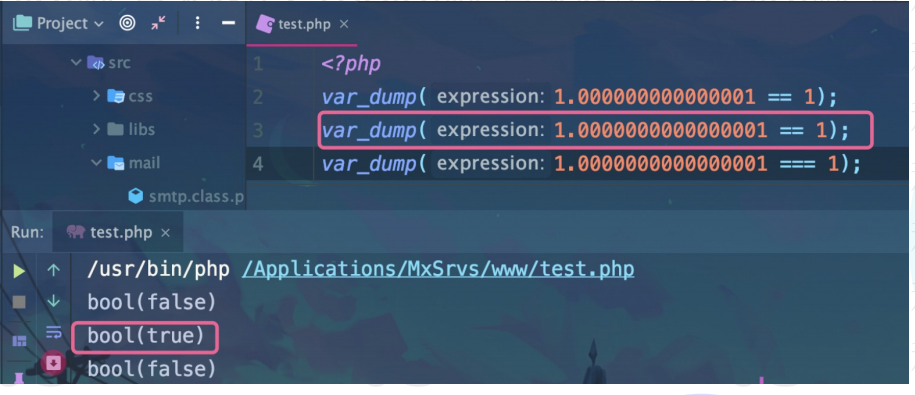 Project
test.php ×
src
css
libs
mail
smtp.class.p
1 <?php
2 var_dump( expression: 1.000000000000001 == 1);
3 var_dump( expression: 1.0000000000000001 == 1);
4 var_dump( expression: 1.0000000000000001 === 1);
Run: test.php ×
/usr/bin/php /Applications/MxSrvs/www/test.php
bool(false)
bool(true)
bool(false)